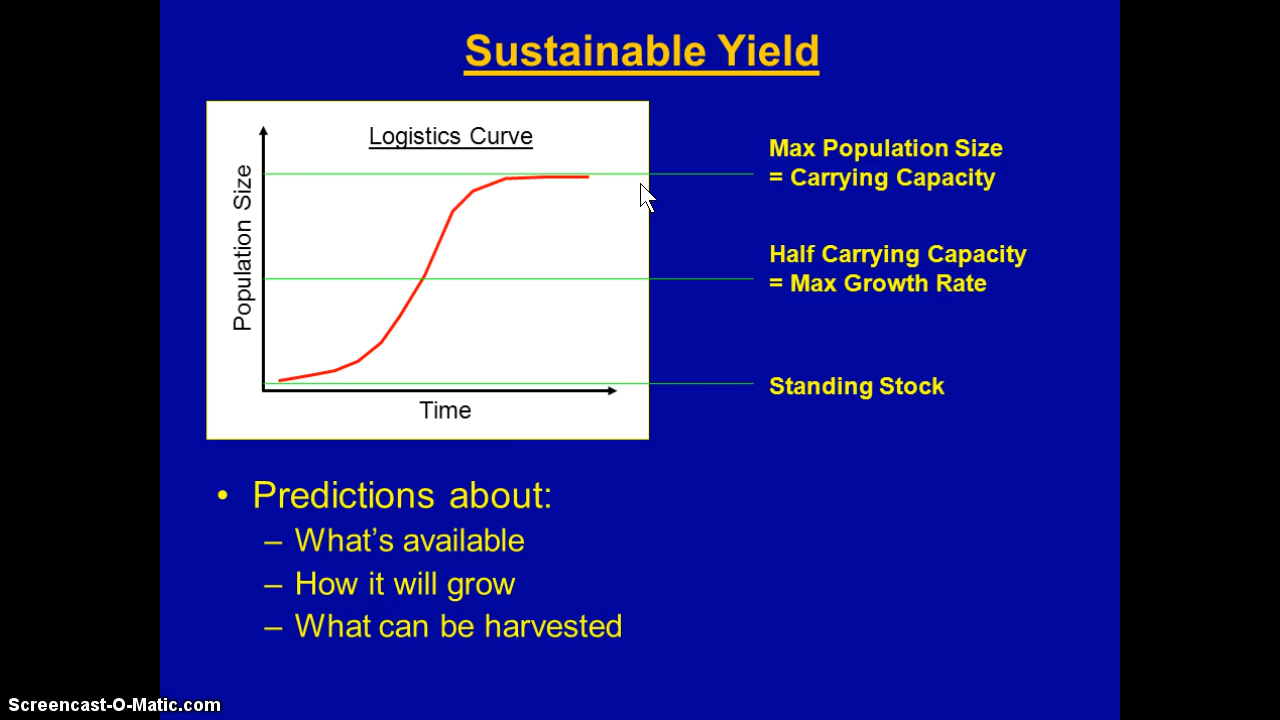 Sustainable Yield
Logistics Curve
Population Size
Time
Max Population Size
= Carrying Capacity
Half Carrying Capacity
= Max Growth Rate
Standing Stock
• Predictions about:
– What’s available
– How it will grow
– What can be harvested
Screencast-O-Matic.com